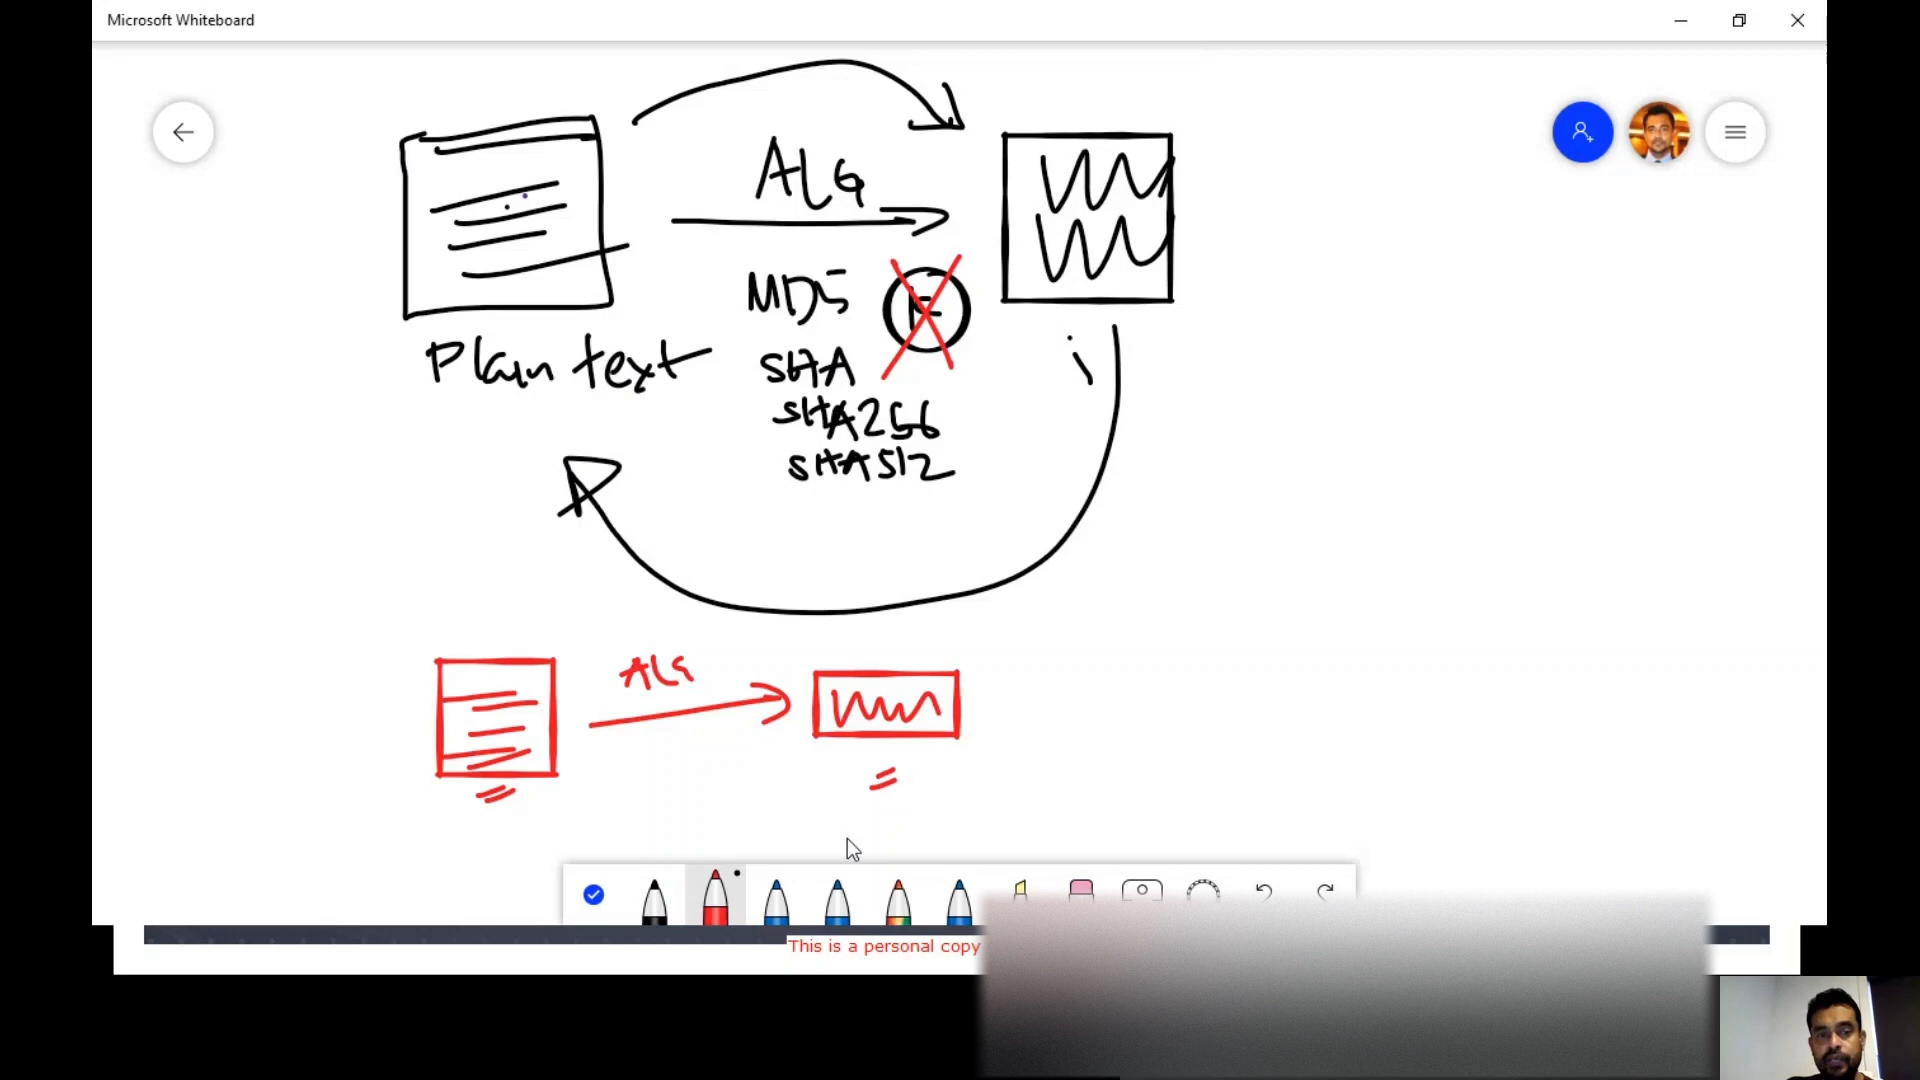 Microsoft Whiteboard
ALG
MD5
Plain text
SHA
SHA256
SHA512
ALG
This is a personal copy